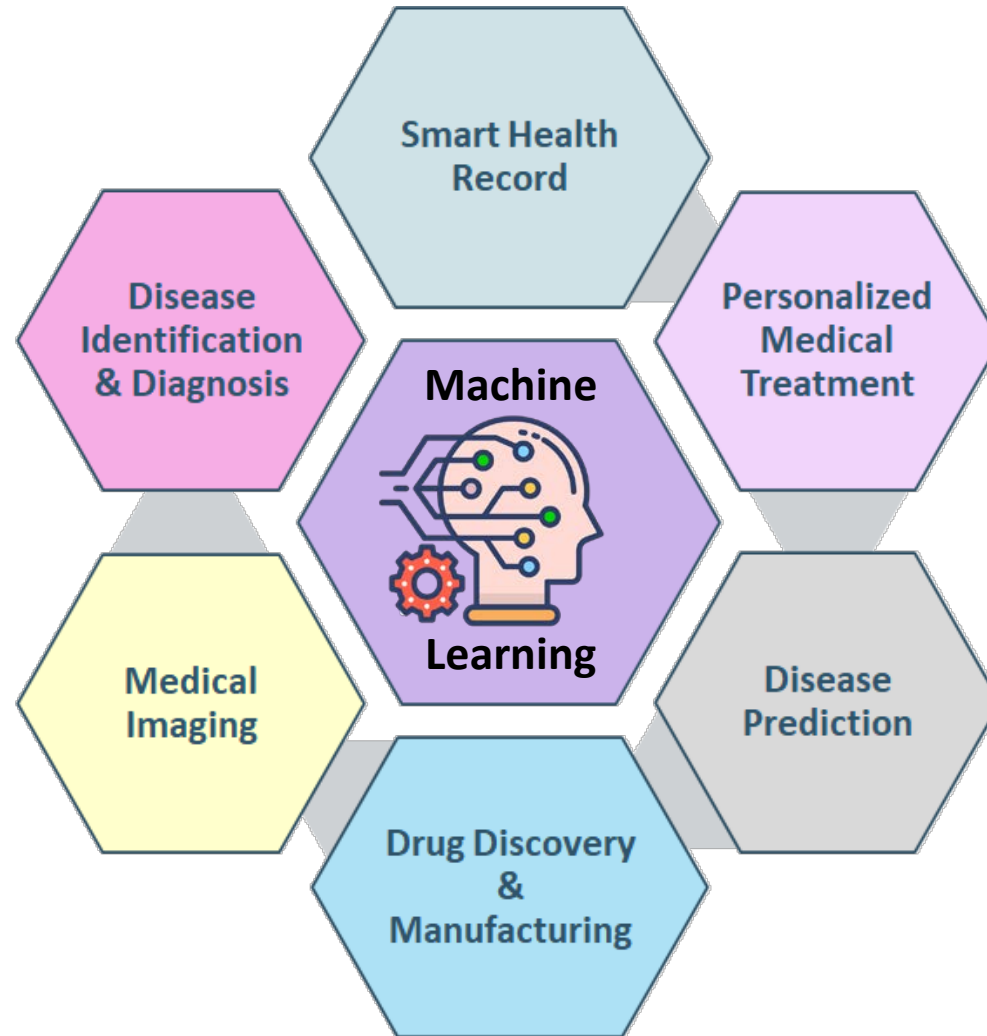 Smart Health
Record
Disease
Identification
& Diagnosis
Personalized
Medical
Treatment
Machine
Learning
Medical
Imaging
Disease
Prediction
Drug Discovery
&
Manufacturing